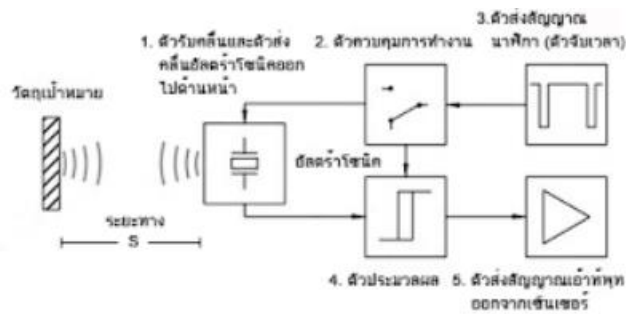 3.ตัวส่งสัญญาณ
นาฬิกา (ตัวจับเวลา)
1. ตัวรับคลื่นและตัวส่ง
คลื่นอัลตร้าโซนิคออก
ไปด้านหน้า
2. ตัวควบคุมการทำงาน
วัตถุเป้าหมาย
อัลตร้าโซนิค
ระยะทาง
S
4. ตัวประมวลผล
5. ตัวส่งสัญญาณเอ้าท์พุท
ออกจากเซ็นเซอร์